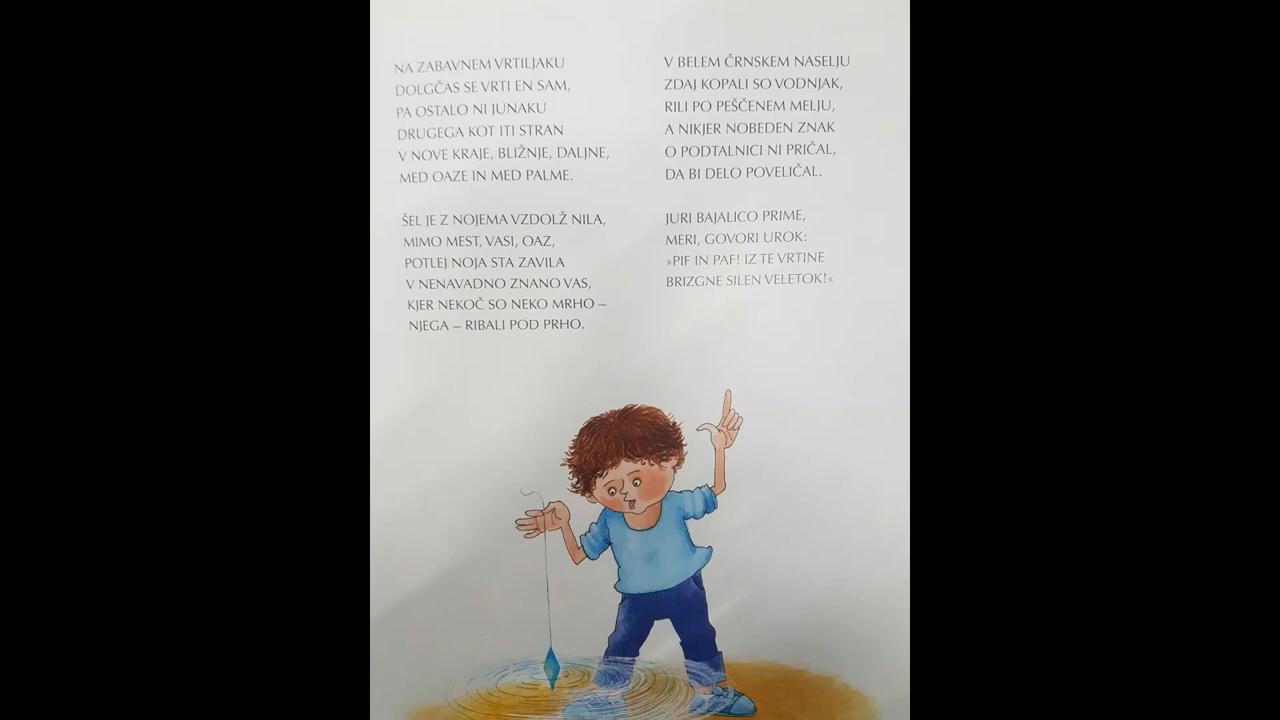 NA ZABAVNEM VRTILJAKU
DOLGČAS SE VRTI EN SAM,
PA OSTALO NI JUNAKU
DRUGEGA KOT ITI STRAN
V NOVE KRAJE, BLIŽNJE, DALJNE,
MED OAZE IN MED PALME.
ŠEL JE Z NOJEMA VZDOLŽ NILA,
MIMO MEST, VASI, OAZ,
POTLEJ NOJA STA ZAVILA
V NENAVADNO ZNANO VAS,
KJER NEKOČ SO NEKO MRHO –
NJEGA – RIBALI POD PRHO.
V BELEM ČRNSKEM NASELJU
ZDAJ KOPALI SO VODNJAK,
RILI PO PEŠČENEM MELJU,
A NIKJER NOBEDEN ZNAK
O PODTALNICI NI PRIČAL,
DA BI DELO POVELIČAL.
JURI BAJALICO PRIME,
MERI, GOVORI UROK:
»PIF IN PAF! IZ TE VRTINE
BRIZGNE SILEN VELETOK!«